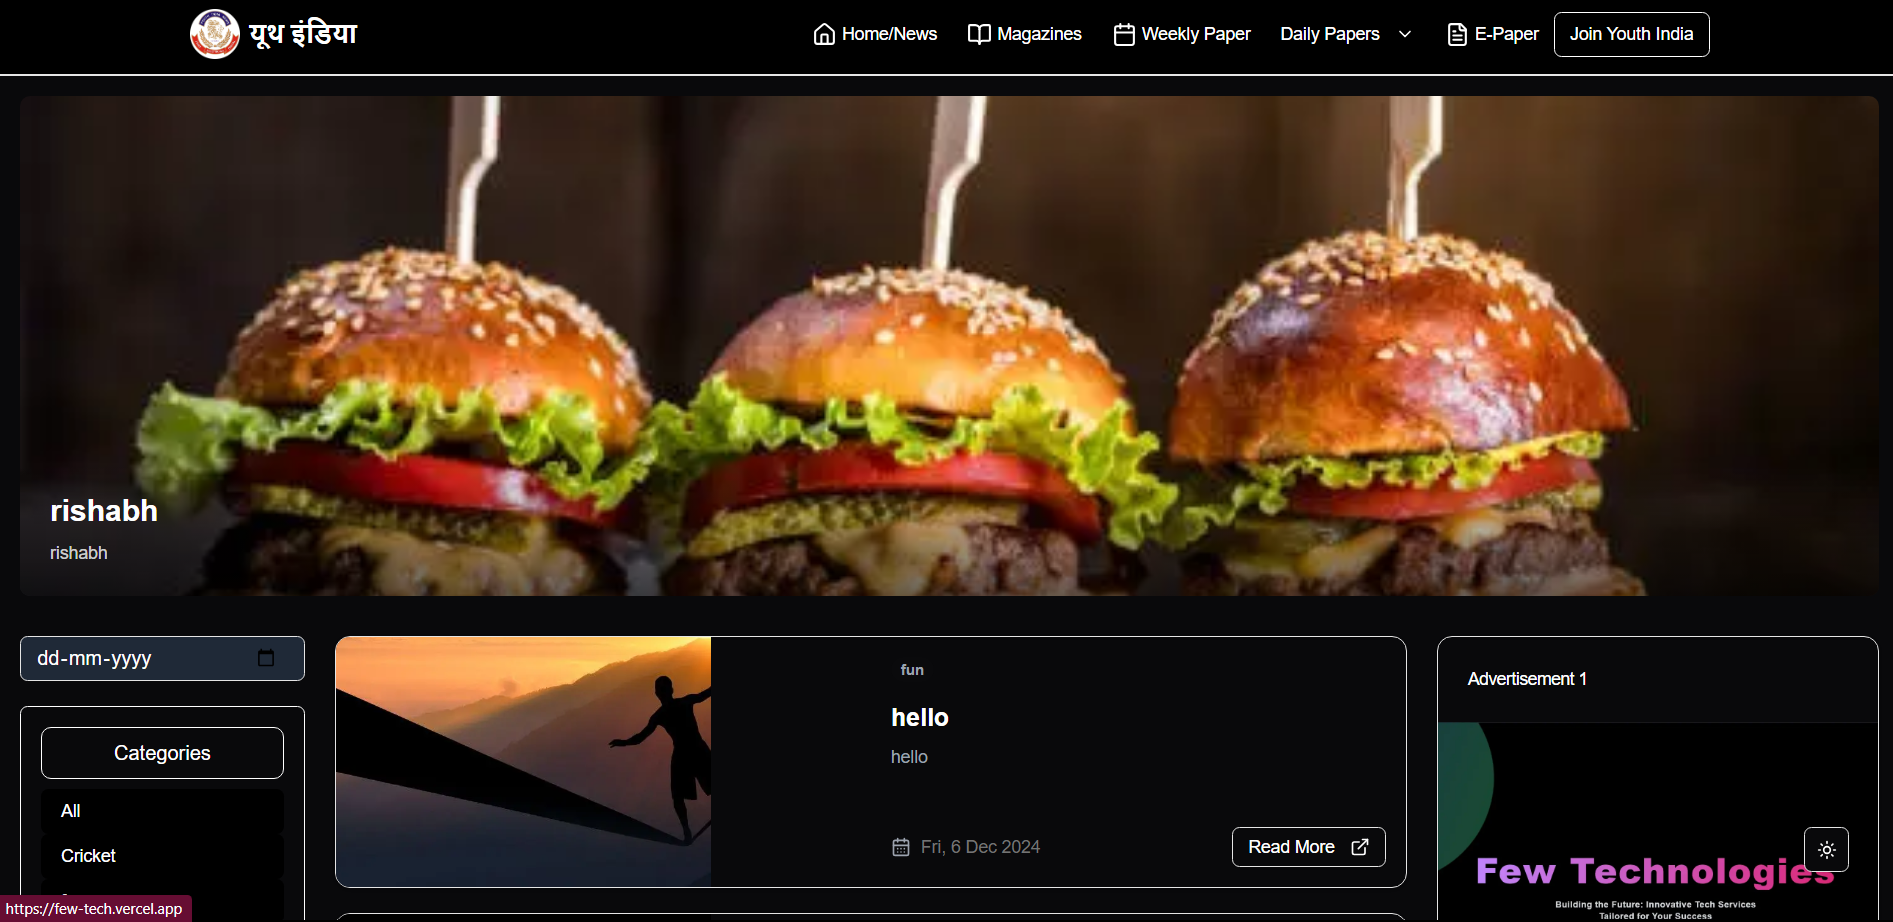 यूथ इंडिया
Home/News
Magazines
Weekly Paper
Daily Papers
E-Paper
Join Youth India
rishabh
rishabh
dd-mm-yyyy
Categories
All
Cricket
fun
hello
hello
Fri, 6 Dec 2024
Read More
Advertisement 1
Few Technologies
Building the Future: Innovative Tech Services
Tailored for Your Success
https://few-tech.vercel.app